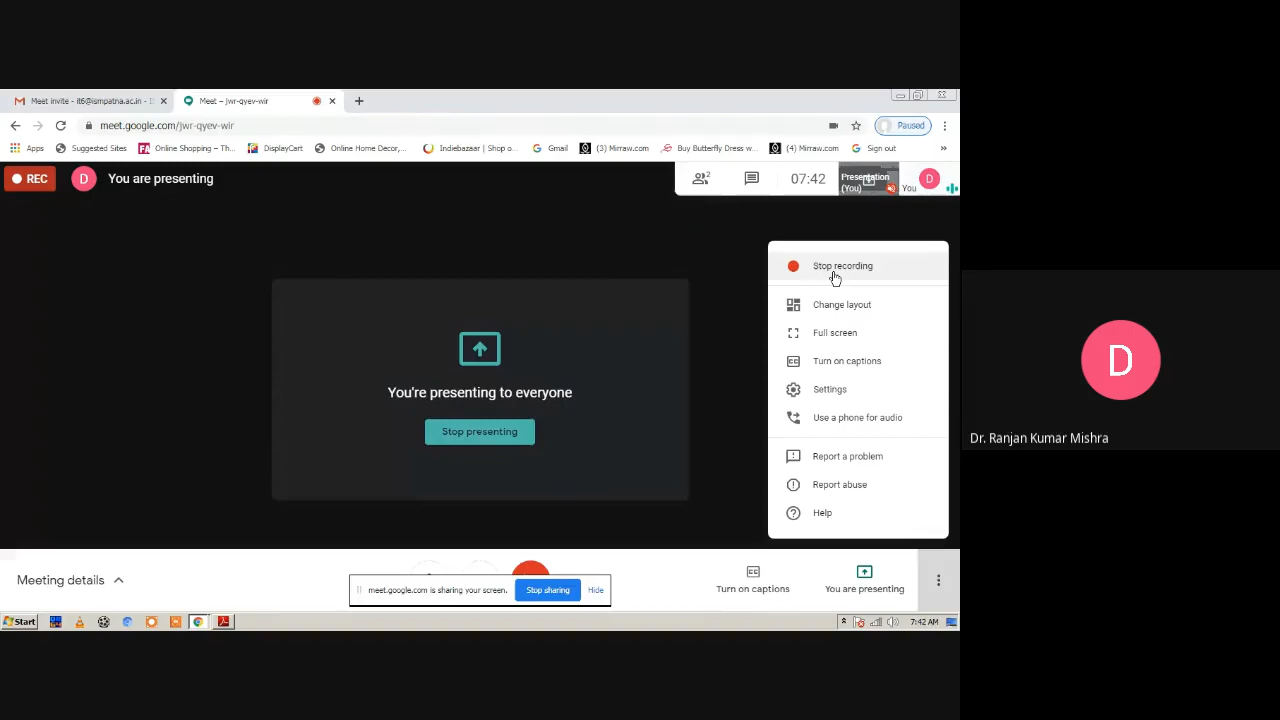 Meet invite - it6@ismpatna.ac.in -
Meet – jwr-qyev-wir
meet.google.com/jwr-qyev-wir
Paused
Apps
Suggested Sites
Online Shopping – Th...
DisplayCart
Online Home Decor,...
Indiebazaar | Shop o...
Gmail
(3) Mirraw.com
Buy Butterfly Dress w...
(4) Mirraw.com
Sign out
REC
D
You are presenting
2
07:42
Presentation
(You)
You
D
Stop recording
Change layout
Full screen
Turn on captions
Settings
Use a phone for audio
Report a problem
Report abuse
Help
You're presenting to everyone
Stop presenting
D
Dr. Ranjan Kumar Mishra
Meeting details
meet.google.com is sharing your screen.
Stop sharing
Hide
Turn on captions
You are presenting
Start
7:42 AM